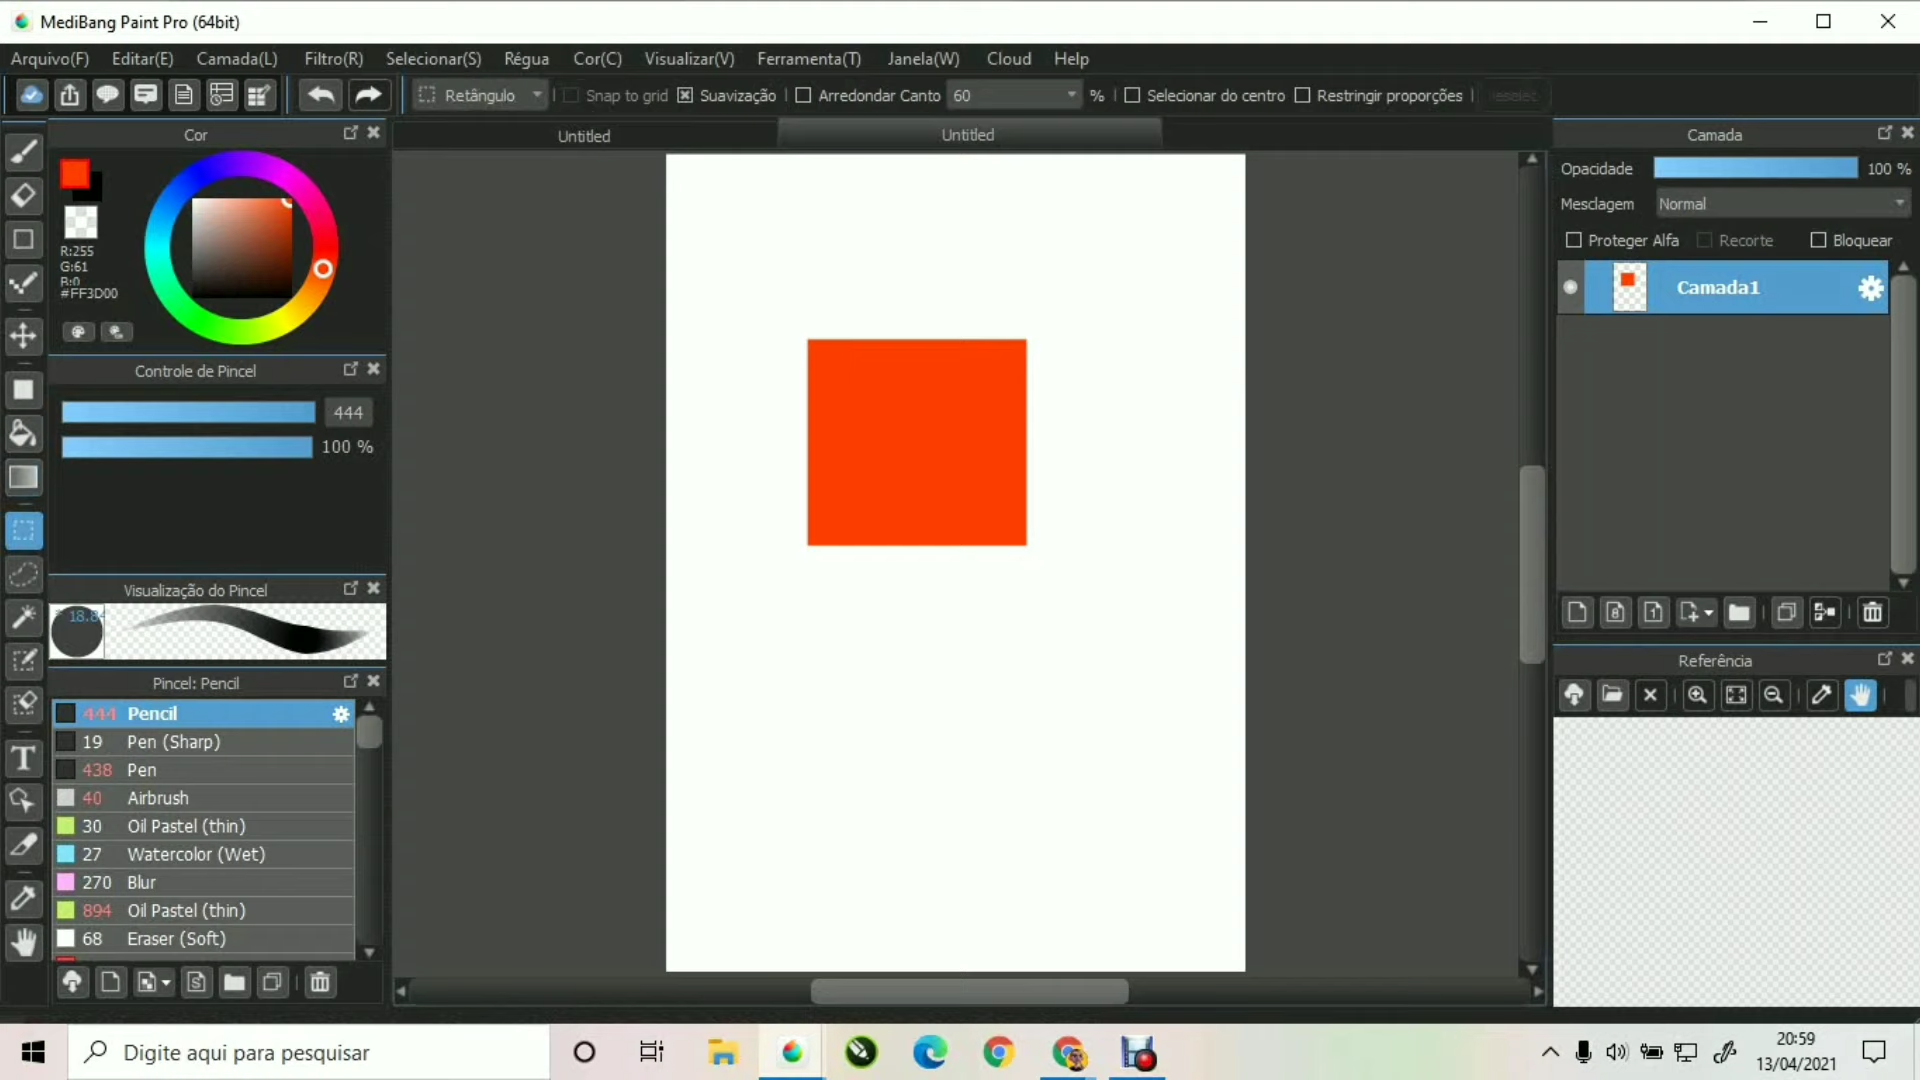 MediBang Paint Pro (64bit)
Arquivo(F) Editar(E) Camada(L) Filtro(R) Selecionar(S) Régua Cor(C) Visualizar(V) Ferramenta(T) Janela(W) Cloud Help
Retângulo Snap to grid Suavização Arredondar Canto 60 % Selecionar do centro Restringir proporções
Cor
Untitled
Untitled
Camada
R:255
G:61
B:0
#FF3D00
Opacidade 100 %
Mesclagem Normal
Proteger Alfa Recorte Bloquear
Camada1
Controle de Pincel
444
100 %
Visualização do Pincel
Pincel: Pencil
444 Pencil
19 Pen (Sharp)
438 Pen
40 Airbrush
30 Oil Pastel (thin)
27 Watercolor (Wet)
270 Blur
894 Oil Pastel (thin)
68 Eraser (Soft)
Referência
Digite aqui para pesquisar
20:59
13/04/2021